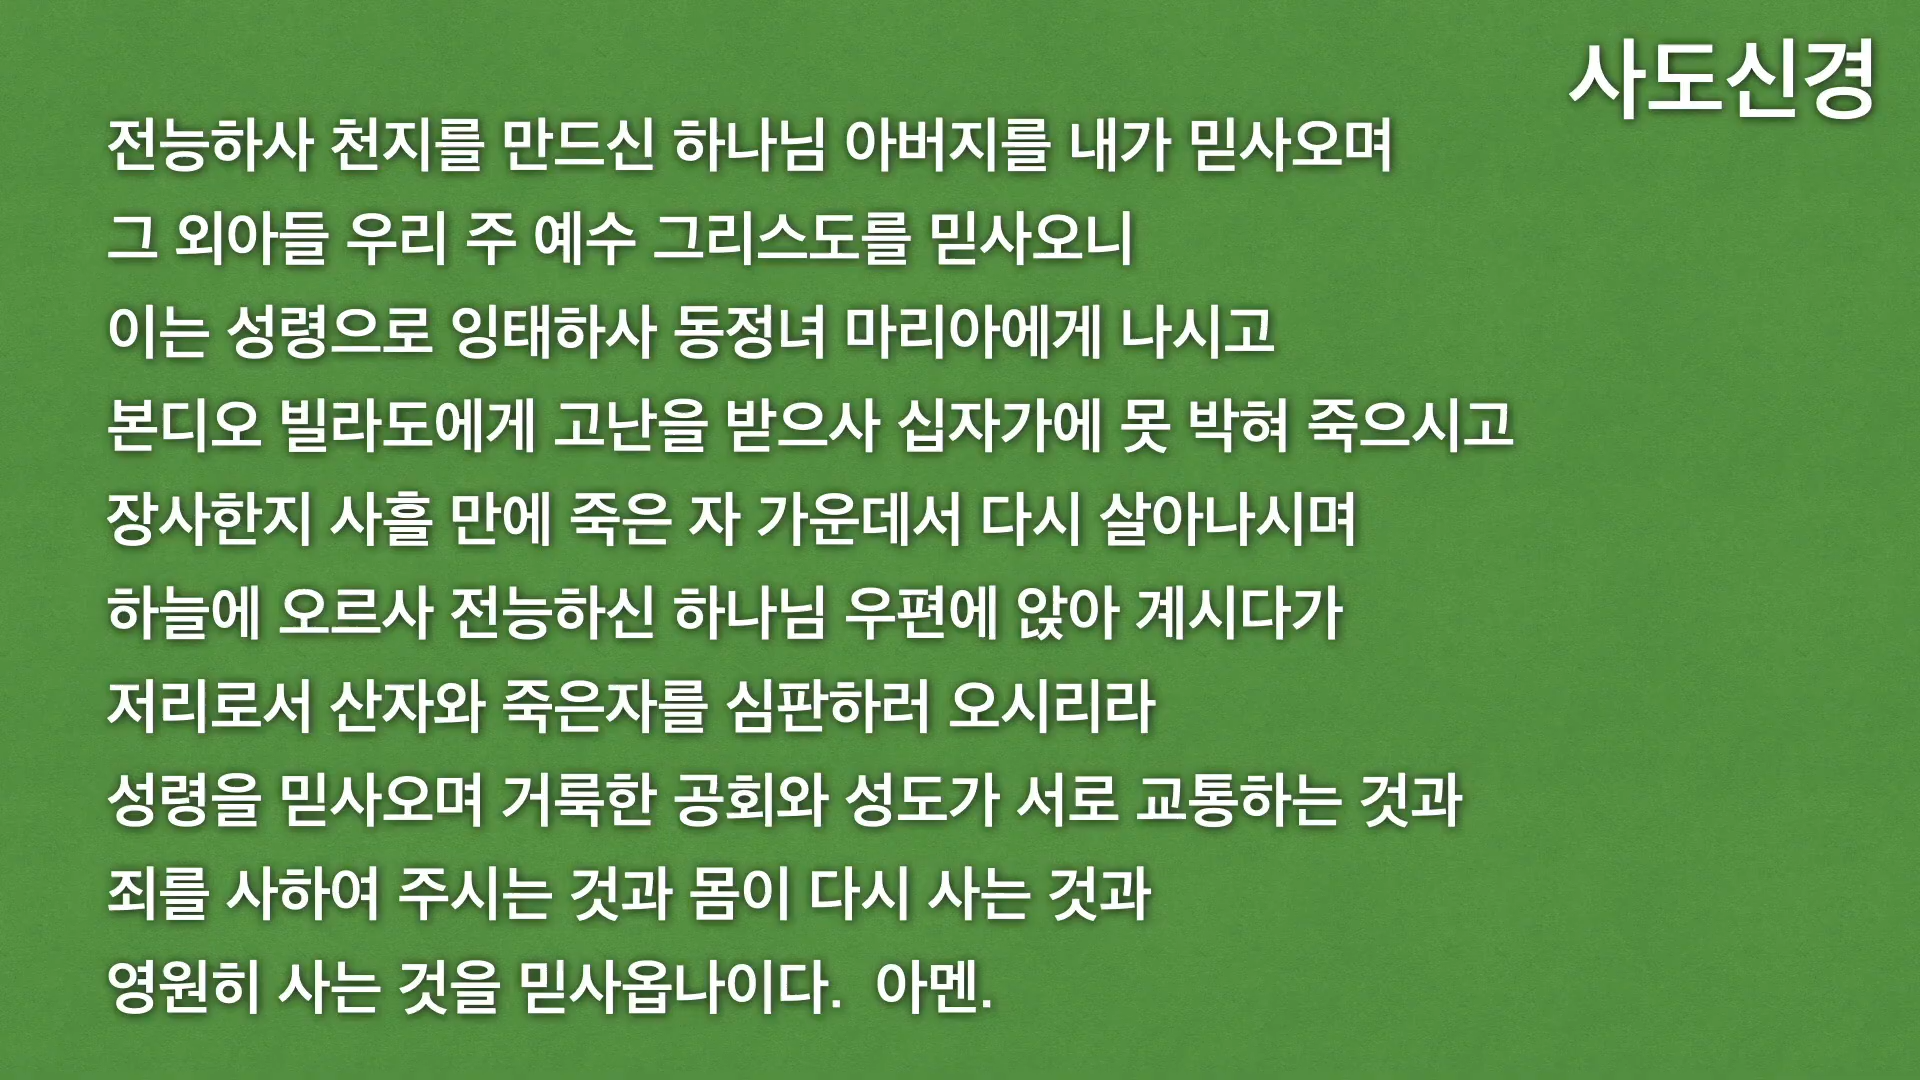 사도신경
전능하사 천지를 만드신 하나님 아버지를 내가 믿사오며
그 외아들 우리 주 예수 그리스도를 믿사오니
이는 성령으로 잉태하사 동정녀 마리아에게 나시고
본디오 빌라도에게 고난을 받으사 십자가에 못 박혀 죽으시고
장사한지 사흘 만에 죽은 자 가운데서 다시 살아나시며
하늘에 오르사 전능하신 하나님 우편에 앉아 계시다가
저리로서 산자와 죽은자를 심판하러 오시리라
성령을 믿사오며 거룩한 공회와 성도가 서로 교통하는 것과
죄를 사하여 주시는 것과 몸이 다시 사는 것과
영원히 사는 것을 믿사옵나이다. 아멘.